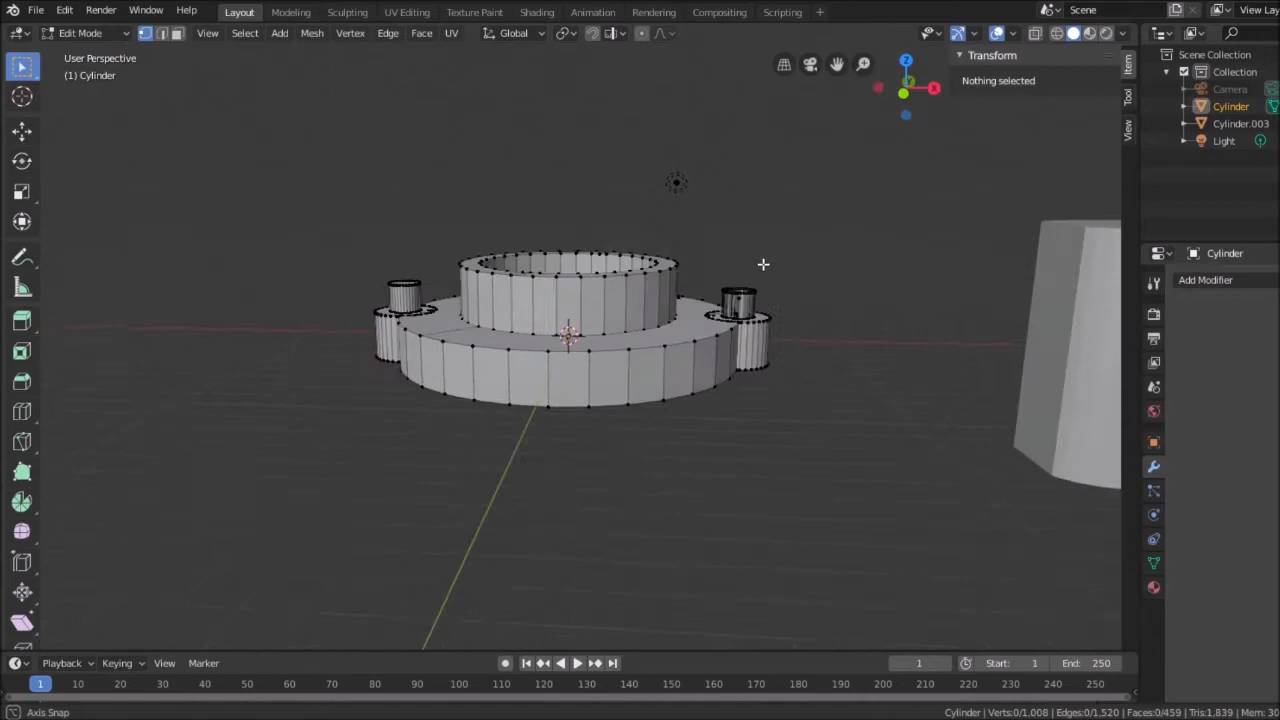 File Edit Render Window Help Layout Modeling Sculpting UV Editing Texture Paint Shading Animation Rendering Compositing Scripting + Scene View Lay
Edit Mode View Select Add Mesh Vertex Edge Face UV Global
User Perspective
(1) Cylinder
Transform
Nothing selected
Item
Tool
View
Z
X
Y
Scene Collection
Collection
Camera
Cylinder
Cylinder.003
Light
Cylinder
Add Modifier
Playback Keying View Marker 1 Start: 1 End: 250
1 10 20 30 40 50 60 70 80 90 100 110 120 130 140 150 160 170 180 190 200 210 220 230 240 250
Axis Snap Cylinder | Verts:0/1,008 | Edges:0/1,520 | Faces:0/459 | Tris:1,839 | Mem: 30